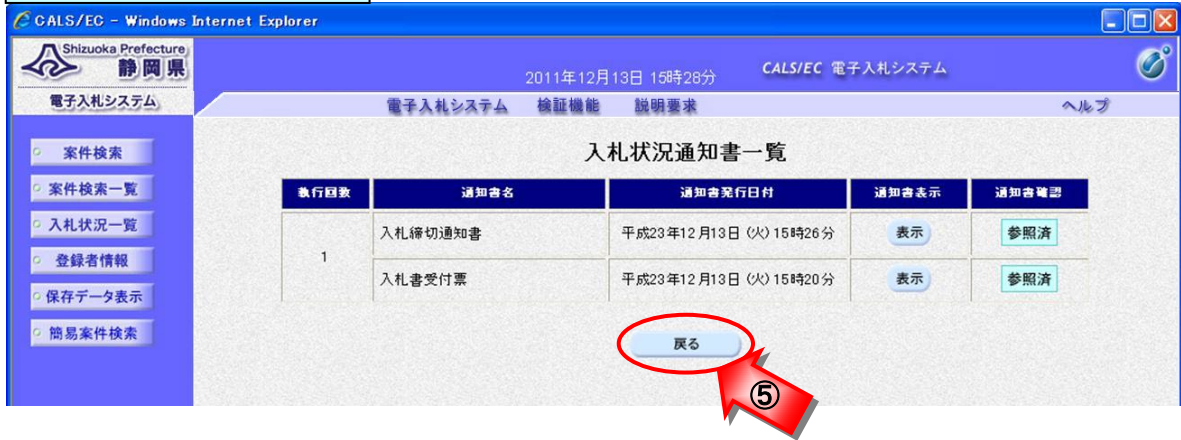 CALS/EC - Windows Internet Explorer
Shizuoka Prefecture
静岡県
電子入札システム
2011年12月13日 15時28分
CALS/EC 電子入札システム
電子入札システム 検証機能 説明要求 ヘルプ
案件検索
案件検索一覧
入札状況一覧
登録者情報
保存データ表示
簡易案件検索
入札状況通知書一覧
執行回数 通知書名 通知書発行日付 通知書表示 通知書確認
1
入札締切通知書 平成23年12月13日（火）15時26分 表示 参照済
入札書受付票 平成23年12月13日（火）15時20分 表示 参照済
戻る
⑤